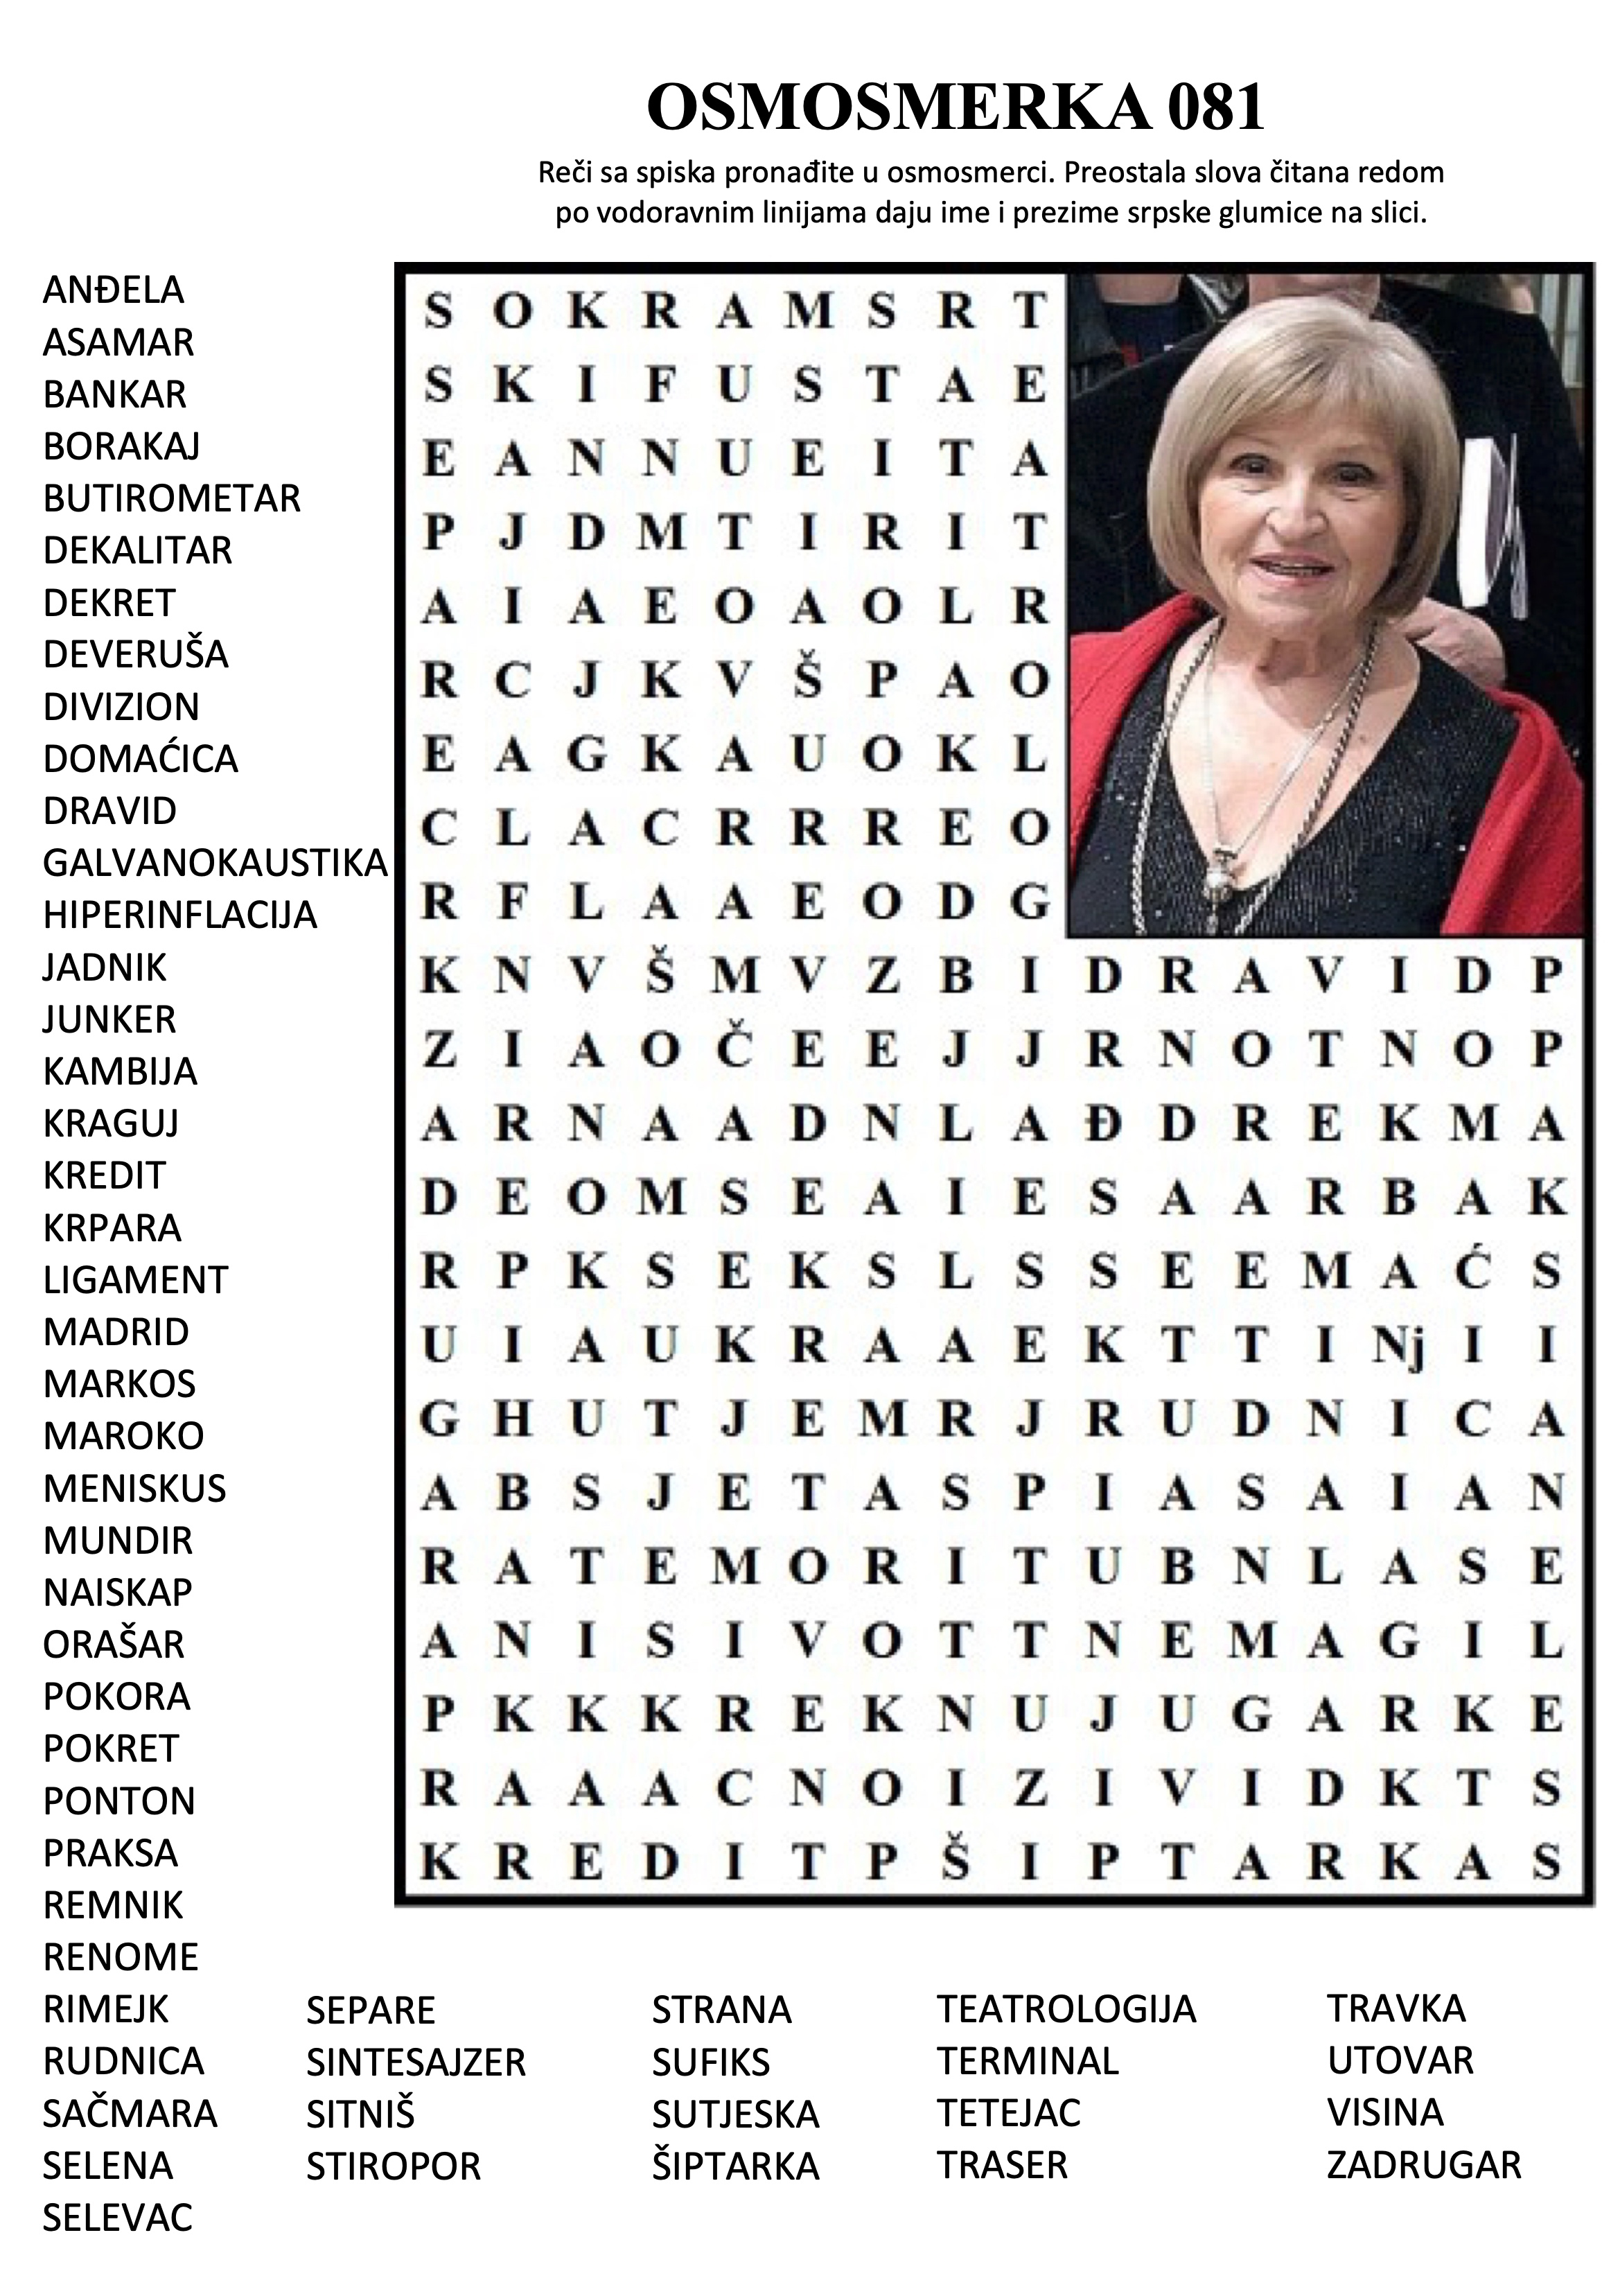 OSMOSMERKA 081
Reči sa spiska pronađite u osmosmerci. Preostala slova čitana redom
po vodoravnim linijama daju ime i prezime srpske glumice na slici.
ANĐELA
ASAMAR
BANKAR
BORAKAJ
BUTIROMETAR
DEKALITAR
DEKRET
DEVERUŠA
DIVIZION
DOMAĆICA
DRAVID
GALVANOKAUSTIKA
HIPERINFLACIJA
JADNIK
JUNKER
KAMBIJA
KRAGUJ
KREDIT
KRPARA
LIGAMENT
MADRID
MARKOS
MAROKO
MENISKUS
MUNDIR
NAISKAP
ORAŠAR
POKORA
POKRET
PONTON
PRAKSA
REMNIK
RENOME
RIMEJK
RUDNICA
SAČMARA
SELENA
SELEVAC
S O K R A M S R T
S K I F U S T A E
E A N N U E I T A
P J D M T I R I T
A I A E O A O L R
R C J K V Š P A O
E A G K A U O K L
C L A C R R R E O
R F L A A E O D G
K N V Š M V Z B I D R A V I D P
Z I A O Č E E J J R N O T N O P
A R N A A D N L A Đ D R E K M A
D E O M S E A I E S A A R B A K
R P K S E K S L S S E E M A Ć S
U I A U K R A A E K T T I Nj I I
G H U T J E M R J R U D N I C A
A B S J E T A S P I A S A I A N
R A T E M O R I T U B N L A S E
A N I S I V O T T N E M A G I L
P K K K R E K N U J U G A R K E
R A A A C N O I Z I V I D K T S
K R E D I T P Š I P T A R K A S
SEPARE
SINTESAJZER
SITNIŠ
STIROPOR
STRANA
SUFIKS
SUTJESKA
ŠIPTARKA
TEATROLOGIJA
TERMINAL
TETEJAC
TRASER
TRAVKA
UTOVAR
VISINA
ZADRUGAR